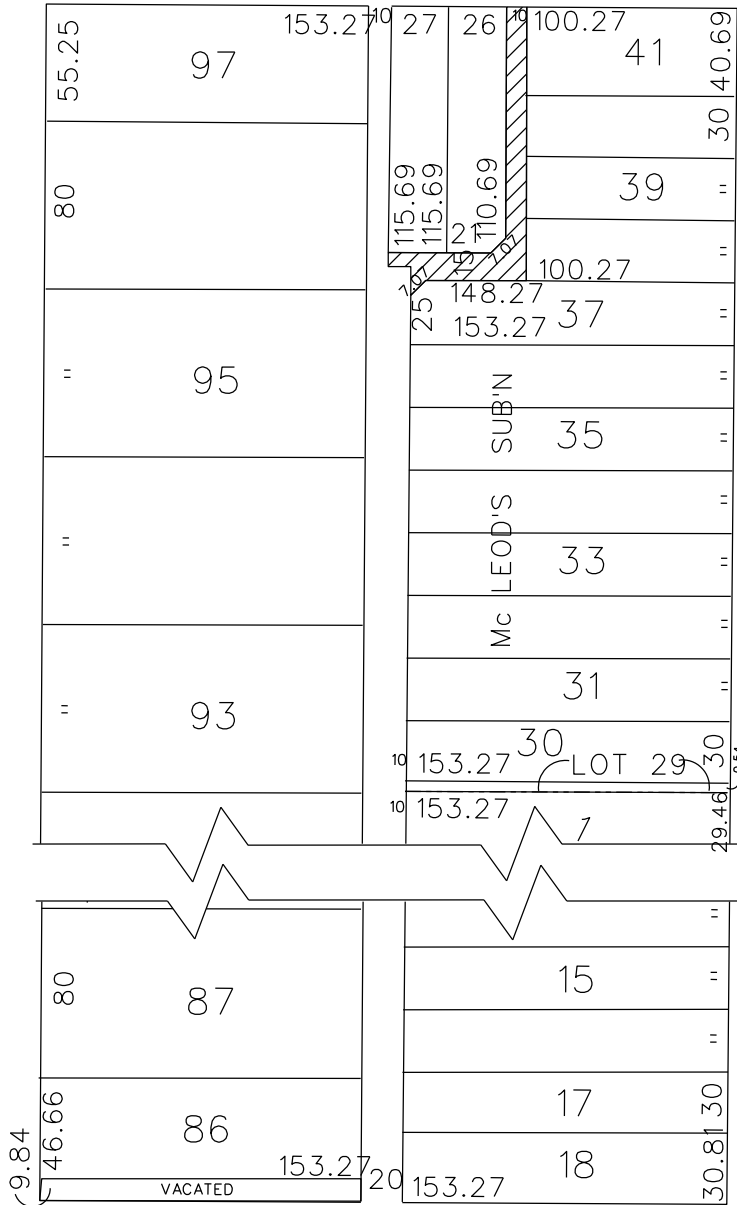 153.27 10 27 26 10 100.27
55.25 97 41 40.69
30
80 115.69 115.69 110.69 39 =
21 7.07 =
15 100.27
7.07 148.27
25 153.27 37 =
= 95 =
Mc LEOD'S SUB'N
35 =
=
= 33 =
=
= 93 31 =
30 30
10 153.27 LOT 29
10 153.27 1 29.46
=
80 87 15 =
=
17 30
46.66 86
9.84 153.27 20 153.27 18 30.81
VACATED